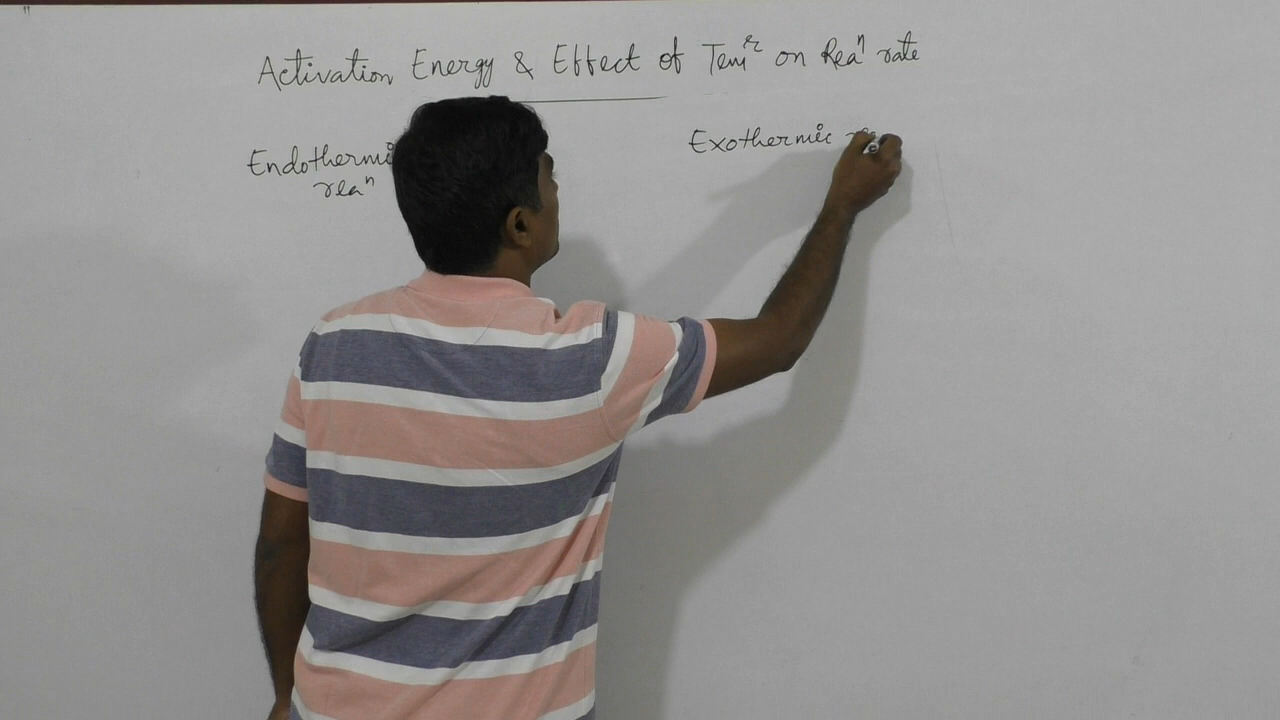 Activation Energy & Effect of Temr on Rean rate
Endothermi
rean
Exothermic